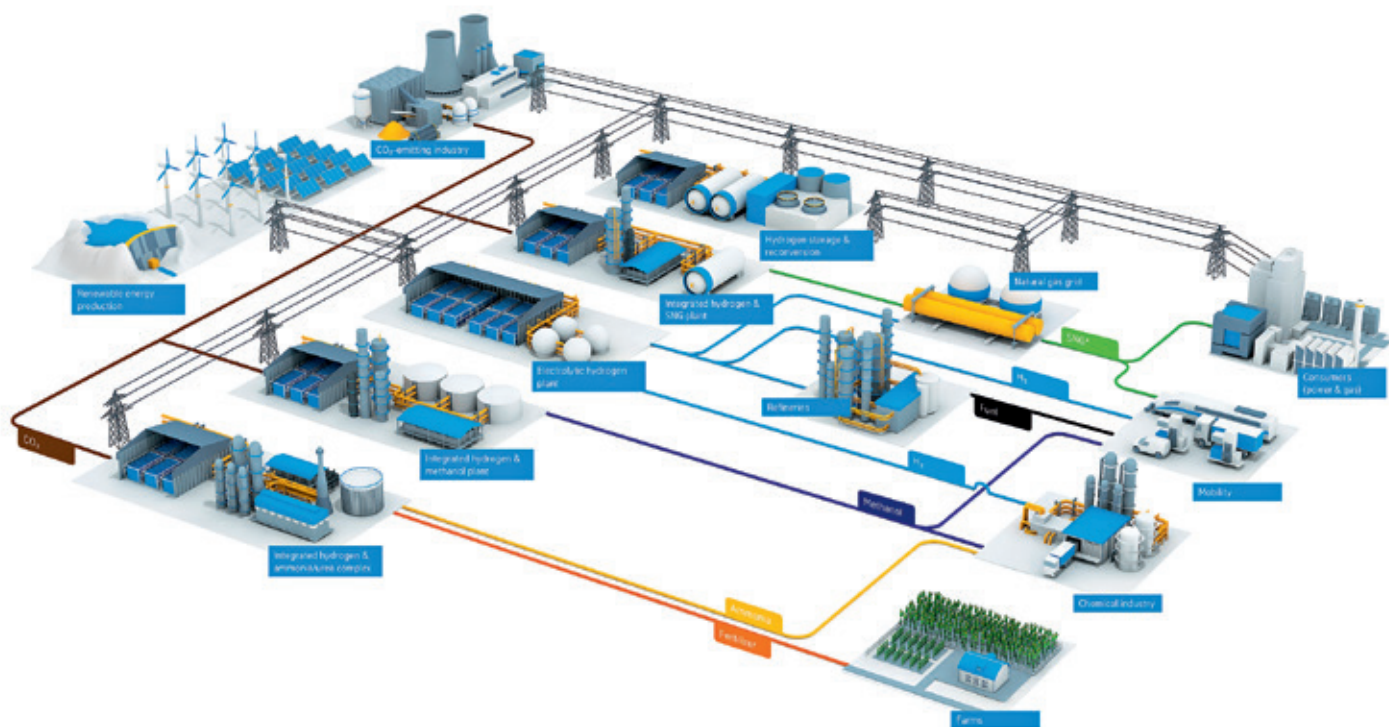 CO₂-emitting industry
Renewable energy
production
Hydrogen storage &
reconversion
Integrated hydrogen &
SNG plant
Natural gas grid
SNG*
Consumers
(power & gas)
Electrolytic hydrogen
plant
Refineries
H₂
Fuel
Mobility
CO₂
Integrated hydrogen &
methanol plant
H₂
Methanol
Integrated hydrogen &
ammonia/urea complex
Chemical industry
Ammonia
Fertilizer
Farms